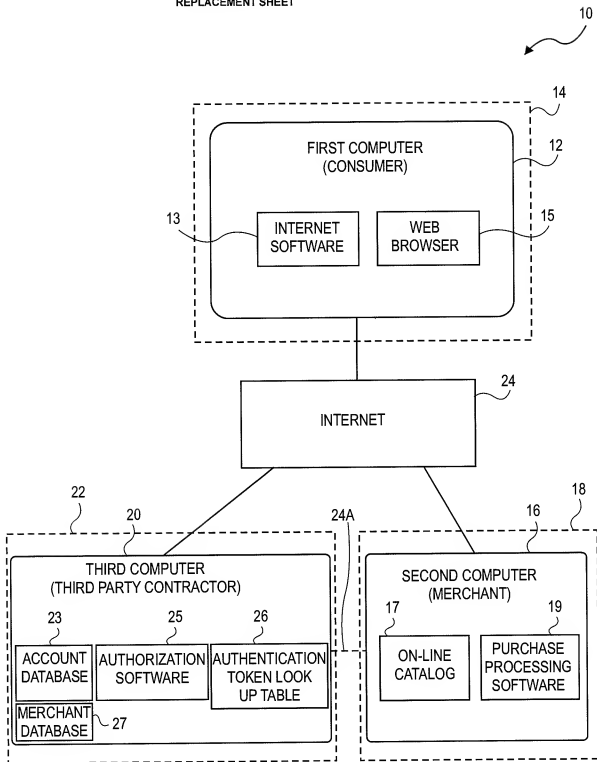 REPLACEMENT SHEET
10
14
FIRST COMPUTER
(CONSUMER)
12
13
INTERNET
SOFTWARE
WEB
BROWSER
15
24
INTERNET
22
20
24A
16
18
THIRD COMPUTER
(THIRD PARTY CONTRACTOR)
SECOND COMPUTER
(MERCHANT)
23
25
26
17
19
ACCOUNT
DATABASE
AUTHORIZATION
SOFTWARE
AUTHENTICATION
TOKEN LOOK
UP TABLE
ON-LINE
CATALOG
PURCHASE
PROCESSING
SOFTWARE
MERCHANT
DATABASE
27